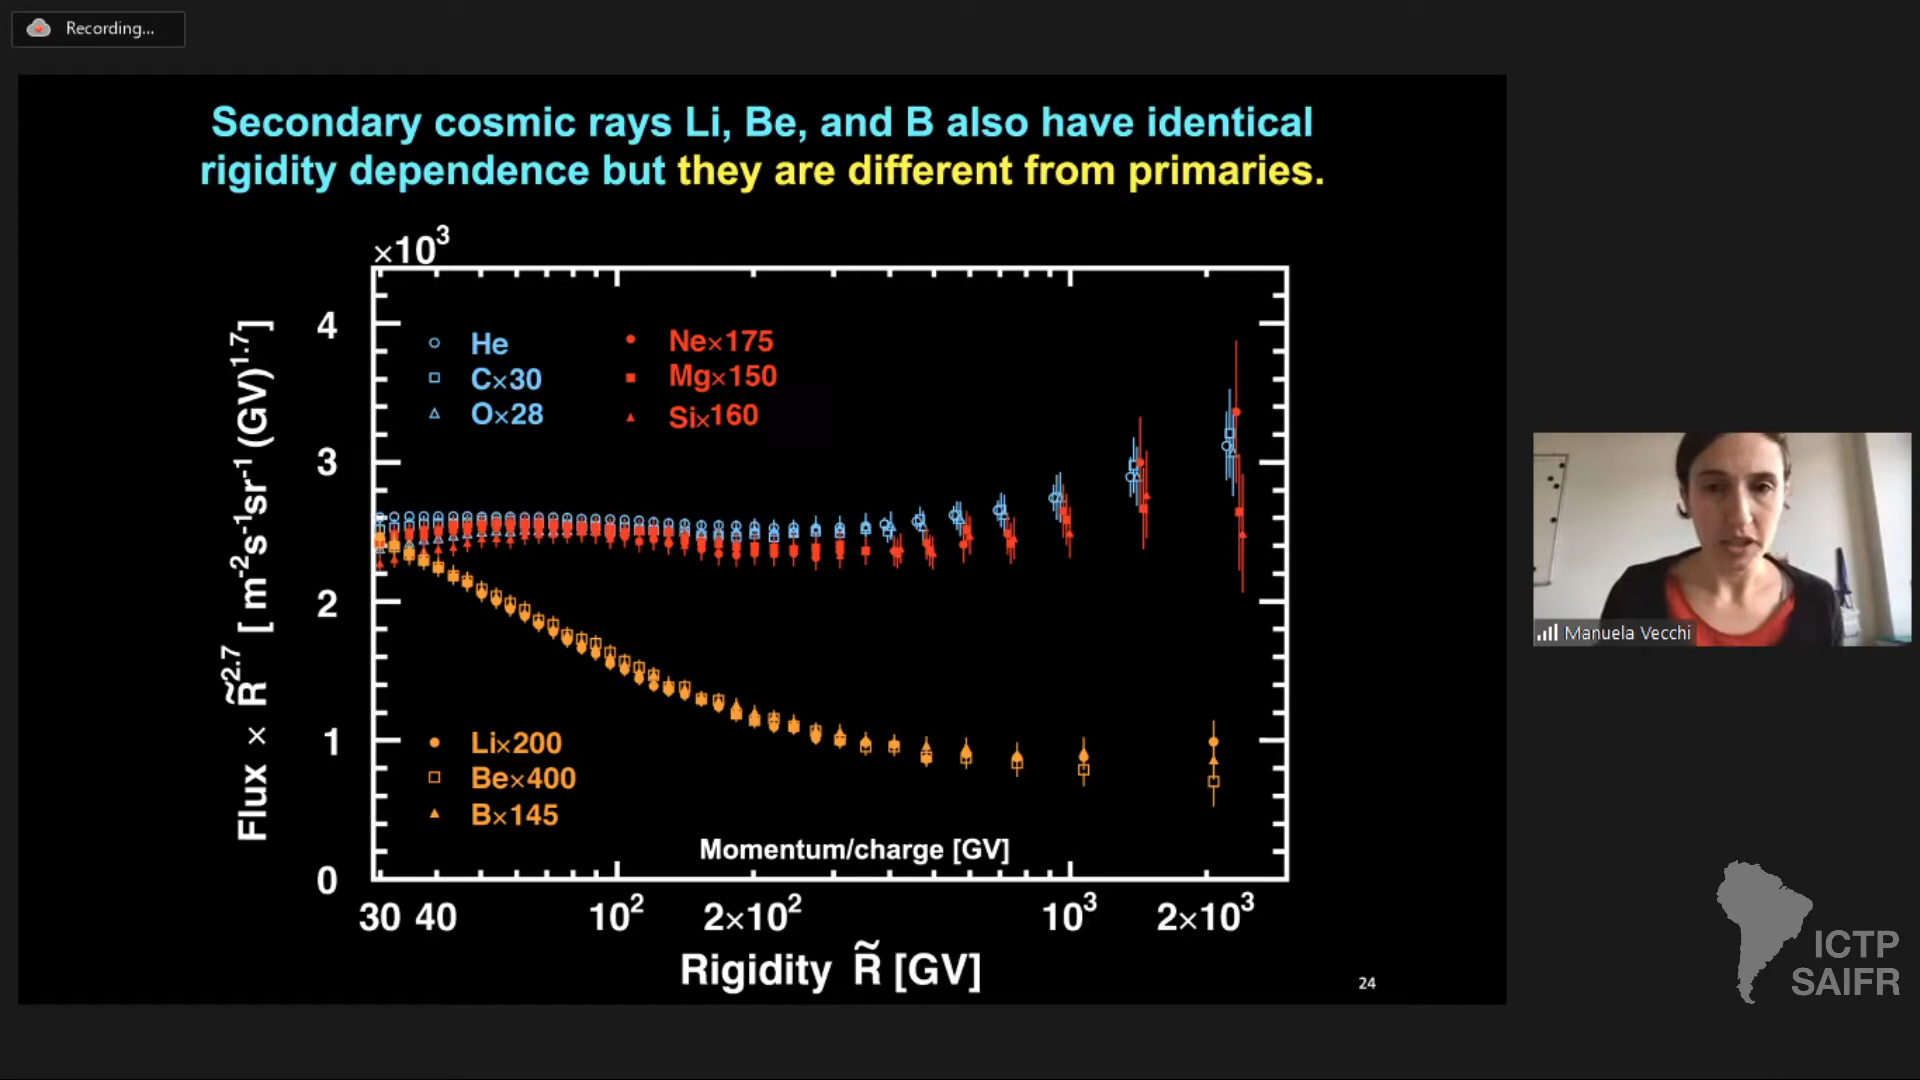 Recording...
Secondary cosmic rays Li, Be, and B also have identical
rigidity dependence but they are different from primaries.
×10³
4
3
2
1
0
Flux × R̃^2.7 [ m^-2 s^-1 sr^-1 (GV)^1.7 ]
He
C×30
O×28
Ne×175
Mg×150
Si×160
Li×200
Be×400
B×145
Momentum/charge [GV]
30 40 10² 2×10² 10³ 2×10³
Rigidity R̃ [GV]
24
Manuela Vecchi
ICTP
SAIFR